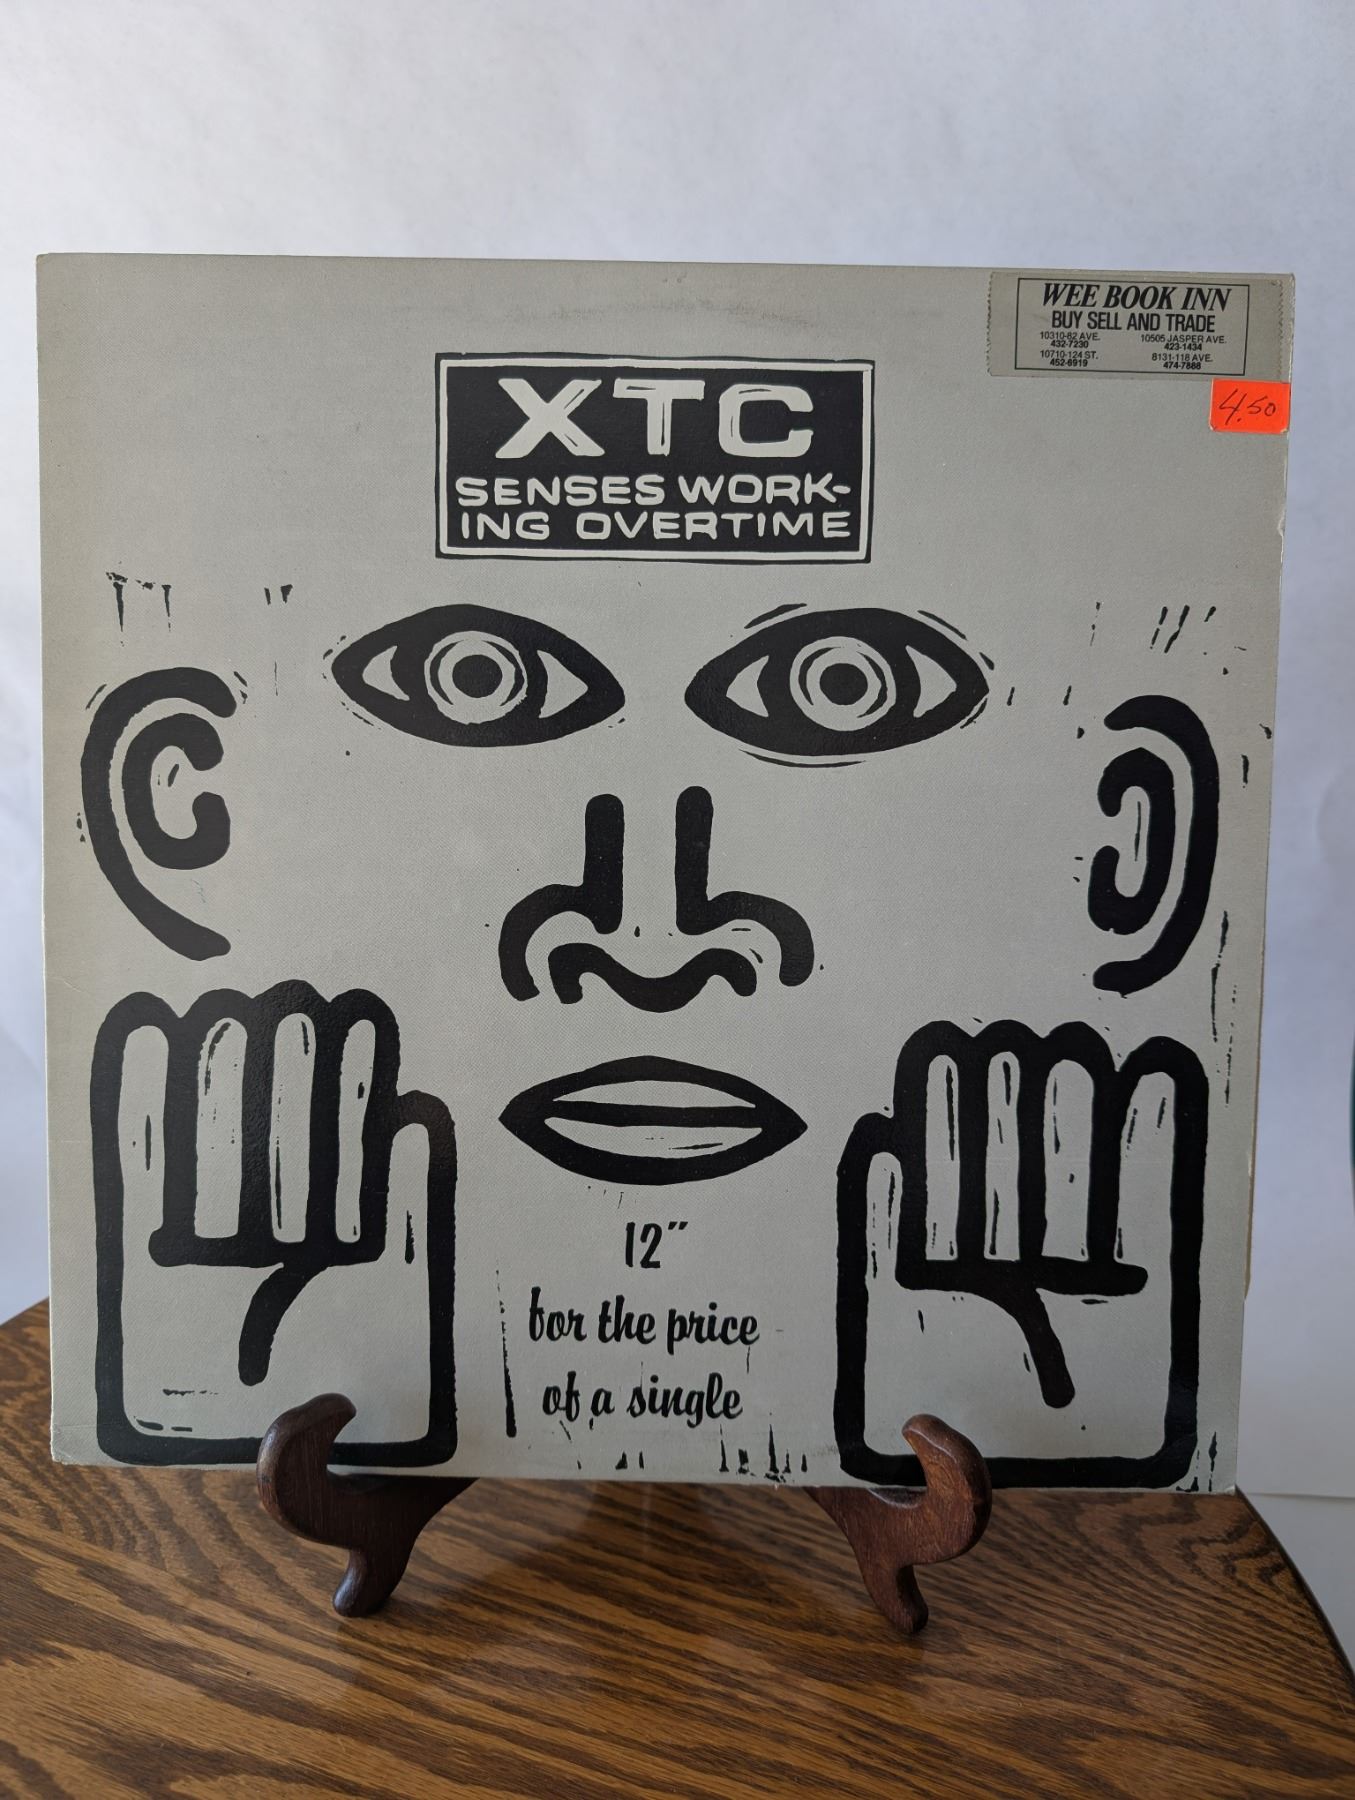 WEE BOOK INN
BUY SELL AND TRADE
10310-82 AVE.
432-7230
10505 JASPER AVE.
423-1434
10710-124 ST.
452-6919
8131-118 AVE.
474-7888
4.50
XTC
SENSES WORK-
ING OVERTIME
12"
for the price
of a single